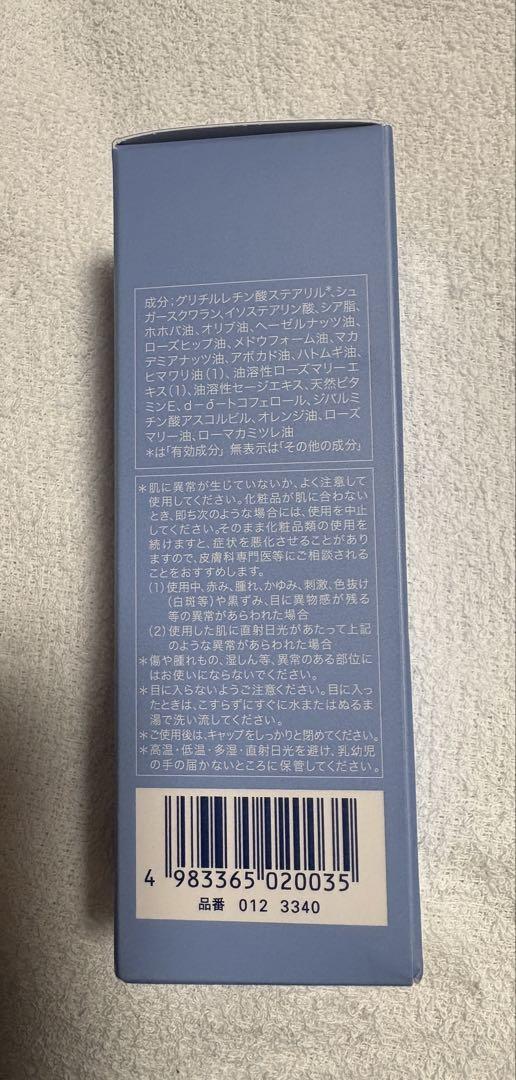 成分;グリチルレチン酸ステアリル*、シュ
ガースクワラン、イソステアリン酸、シア脂、
ホホバ油、オリブ油、ヘーゼルナッツ油、
ローズヒップ油、メドウフォーム油、マカ
デミアナッツ油、アボカド油、ハトムギ油、
ヒマワリ油(1)、油溶性ローズマリーエ
キス(1)、油溶性セージエキス、天然ビタ
ミンE、d-δ-トコフェロール、ジパルミ
チン酸アスコルビル、オレンジ油、ローズ
マリー油、ローマカミツレ油
*は「有効成分」 無表示は「その他の成分」
*肌に異常が生じていないか、よく注意して
使用してください。化粧品が肌に合わない
とき、即ち次のような場合には、使用を中止
してください。そのまま化粧品類の使用を
続けますと、症状を悪化させることがあり
ますので、皮膚科専門医等にご相談される
ことをおすすめします。
(1)使用中、赤み、腫れ、かゆみ、刺激、色抜け
(白斑等)や黒ずみ、目に異物感が残る
等の異常があらわれた場合
(2)使用した肌に直射日光があたって上記
のような異常があらわれた場合
*傷や腫れもの、湿しん等、異常のある部位に
はお使いにならないでください。
*目に入らないようご注意ください。目に入っ
たときは、こすらずにすぐに水またはぬるま
湯で洗い流してください。
*ご使用後は、キャップをしっかりと閉めてください。
*高温・低温・多湿・直射日光を避け、乳幼児
の手の届かないところに保管してください。
4 983365 020035
品番 012 3340